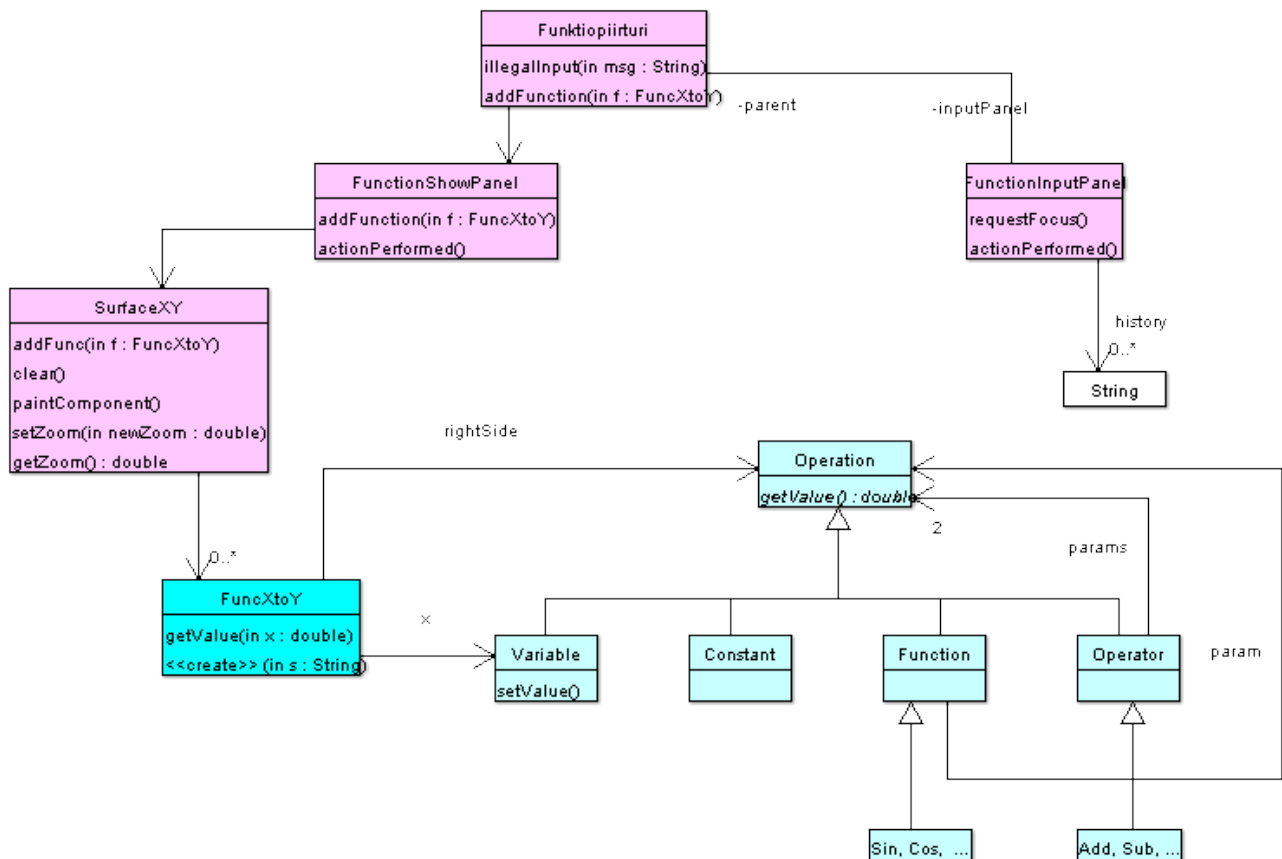 Funktiopiirturi
illegalInput(in msg : String)
addFunction(in f : FuncXtoY)
-parent
-inputPanel
FunctionShowPanel
addFunction(in f : FuncXtoY)
actionPerformed()
FunctionInputPanel
requestFocus()
actionPerformed()
SurfaceXY
addFunc(in f : FuncXtoY)
clear()
paintComponent()
setZoom(in newZoom : double)
getZoom() : double
history
0..*
String
rightSide
Operation
getValue() : double
2
params
0..*
FuncXtoY
getValue(in x : double)
<<create>> (in s : String)
x
Variable
setValue()
Constant
Function
Operator
param
Sin, Cos, ...
Add, Sub, ...